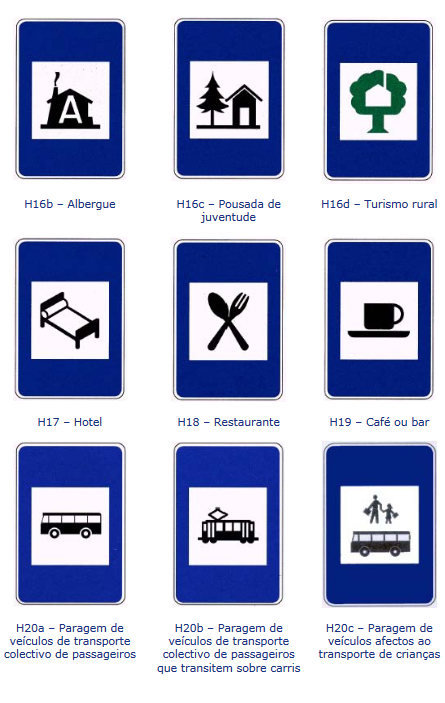 A
H16b – Albergue
H16c – Pousada de
juventude
H16d – Turismo rural
H17 – Hotel
H18 – Restaurante
H19 – Café ou bar
H20a – Paragem de
veículos de transporte
colectivo de passageiros
H20b – Paragem de
veículos de transporte
colectivo de passageiros
que transitem sobre carris
H20c – Paragem de
veículos afectos ao
transporte de crianças